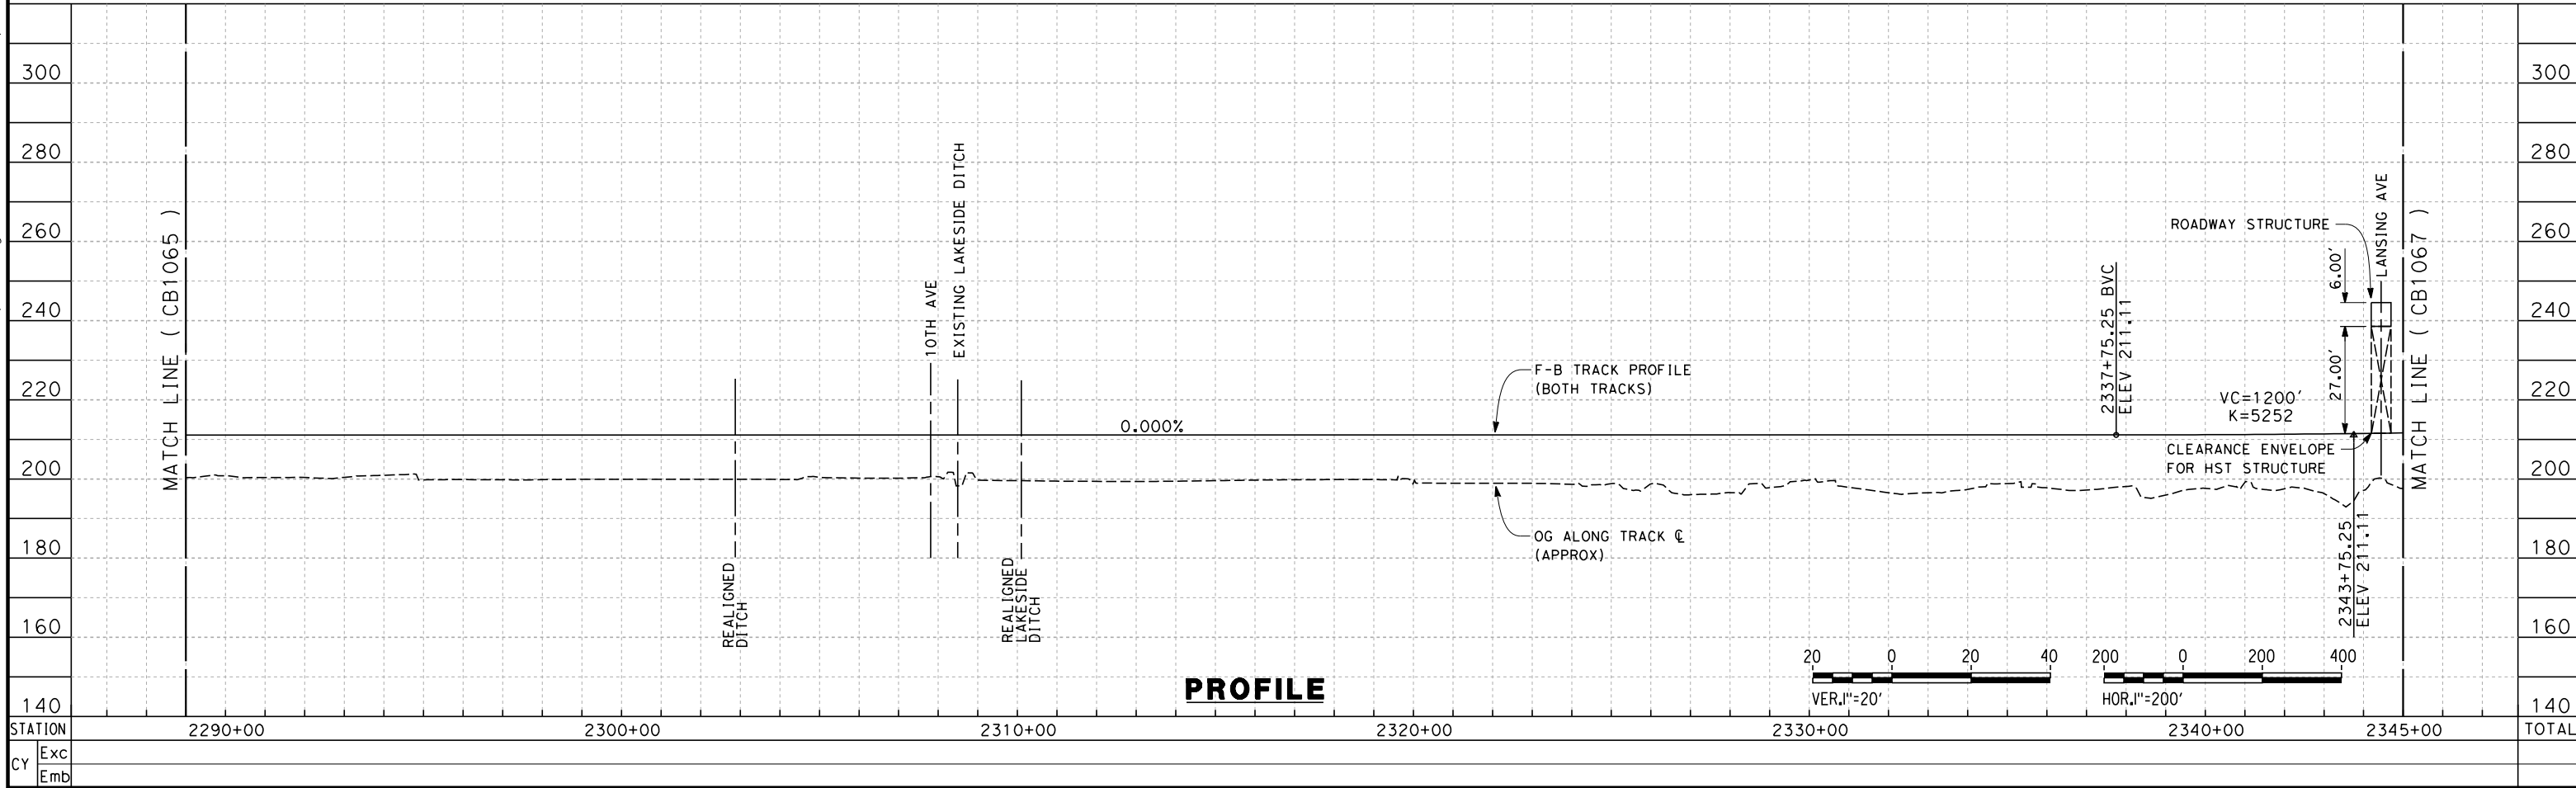 300
280
260
240
220
200
180
160
140
MATCH LINE ( CB1065 )
REALIGNED
DITCH
10TH AVE
EXISTING LAKESIDE DITCH
REALIGNED
LAKESIDE
DITCH
0.000%
F-B TRACK PROFILE
(BOTH TRACKS)
OG ALONG TRACK ℄
(APPROX)
2337+75.25 BVC
ELEV 211.11
VC=1200'
K=5252
ROADWAY STRUCTURE
6.00'
27.00'
LANSING AVE
CLEARANCE ENVELOPE
FOR HST STRUCTURE
2343+75.25
ELEV 211.11
MATCH LINE ( CB1067 )
300
280
260
240
220
200
180
160
140
PROFILE
20 0 20 40
VER.1"=20'
200 0 200 400
HOR.1"=200'
STATION 2290+00 2300+00 2310+00 2320+00 2330+00 2340+00 2345+00 TOTAL
CY
Exc
Emb